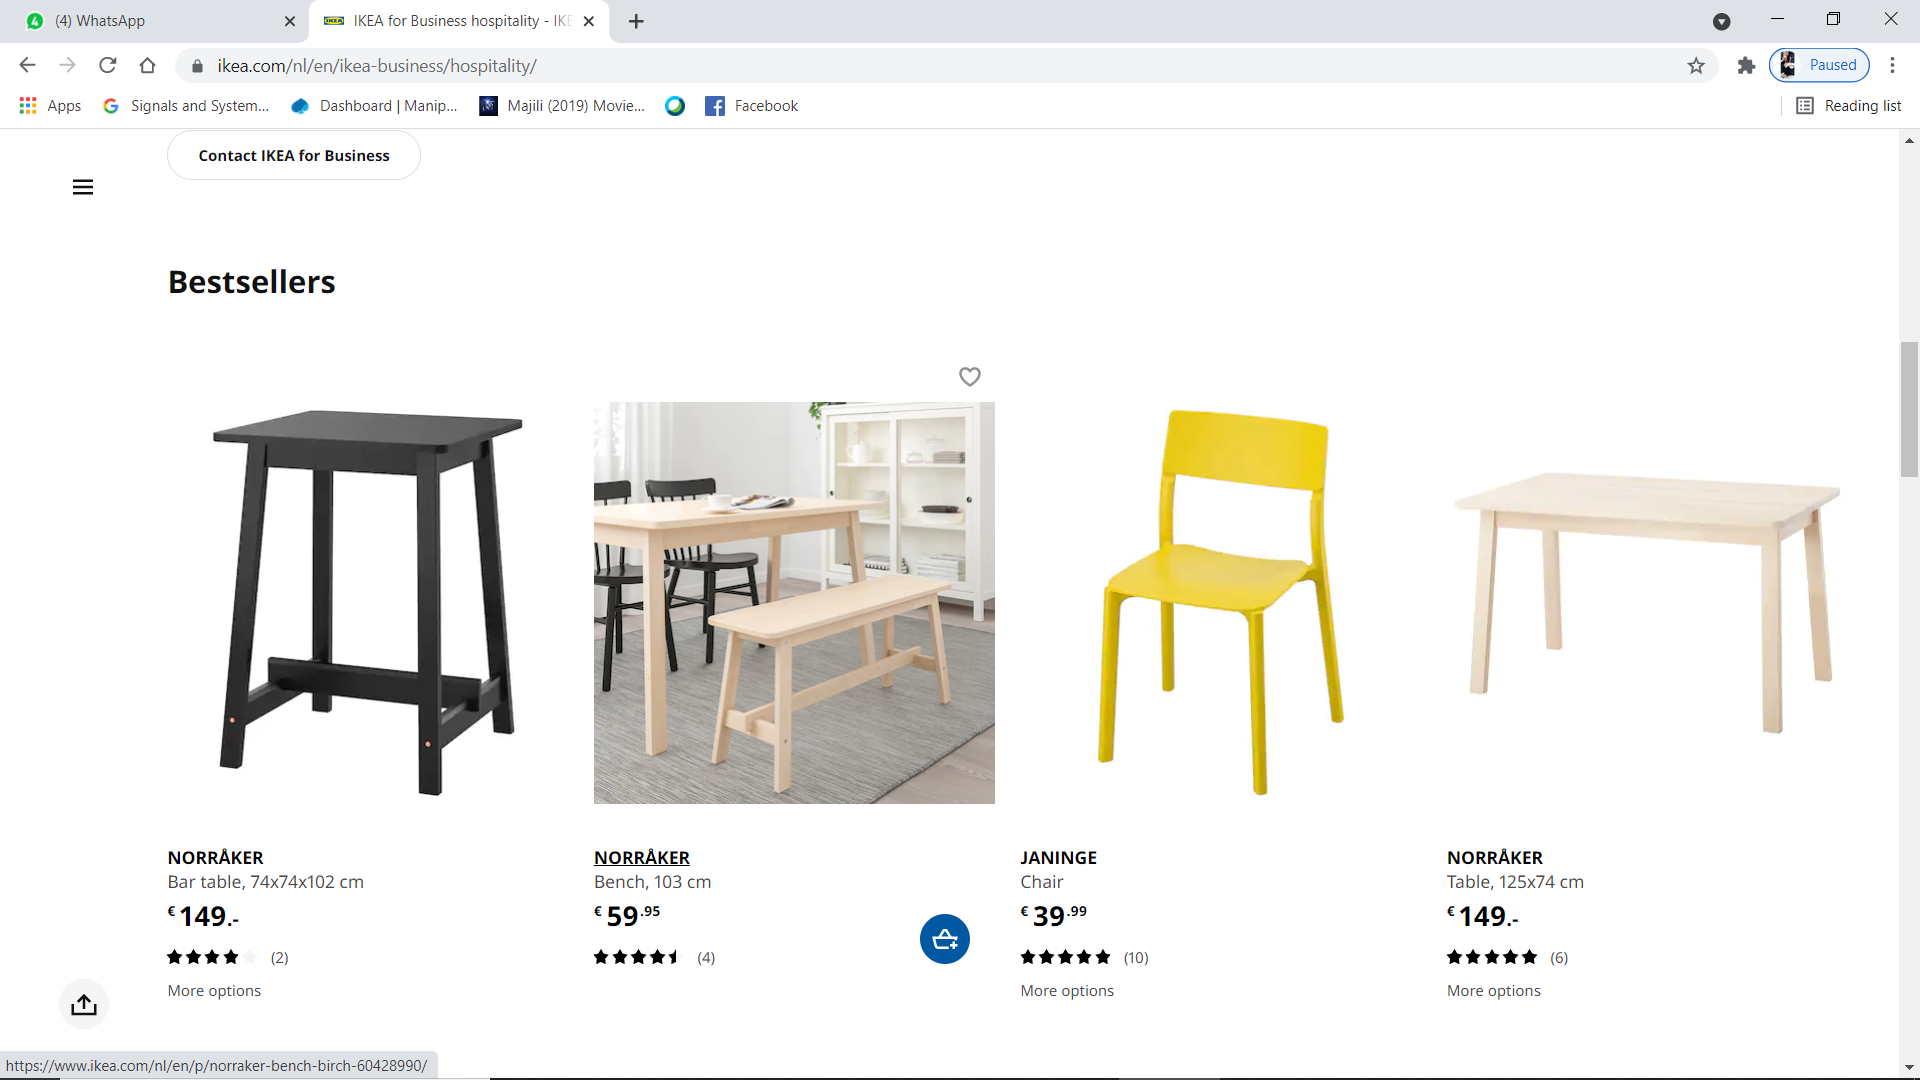 (4) WhatsApp
IKEA for Business hospitality - IKE
ikea.com/nl/en/ikea-business/hospitality/
Paused
Apps
Signals and System...
Dashboard | Manip...
Majili (2019) Movie...
Facebook
Reading list
Contact IKEA for Business
Bestsellers
NORRÅKER
Bar table, 74x74x102 cm
€ 149.-
(2)
More options
NORRÅKER
Bench, 103 cm
€ 59.95
(4)
JANINGE
Chair
€ 39.99
(10)
More options
NORRÅKER
Table, 125x74 cm
€ 149.-
(6)
More options
https://www.ikea.com/nl/en/p/norraker-bench-birch-60428990/